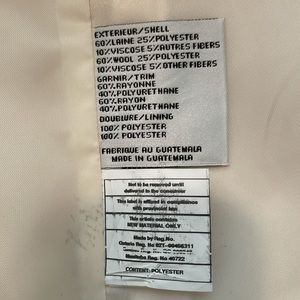 EXTERIEUR/SHELL
60%LAINE 25%POLYESTER
10%VISCOSE 5%AUTRES FIBERS
60%WOOL 25%POLYESTER
10%VISCOSE 5%OTHER FIBERS
GARNIR/TRIM
60%RAYONNE
40%POLYURETHANE
60%RAYON
40%POLYURETHANE
DOUBLURE/LINING
100% POLYESTER
100% POLYESTER
FABRIQUE AU GUATEMALA
MADE IN GUATEMALA
Not to be removed until
delivered to the consumer
This label is affixed in compliance
with provincial law
This article contains
NEW MATERIAL ONLY
Made by Reg. No.
Ontario Reg. No
Manitoba Reg. No 40722
CONTENT: POLYESTER